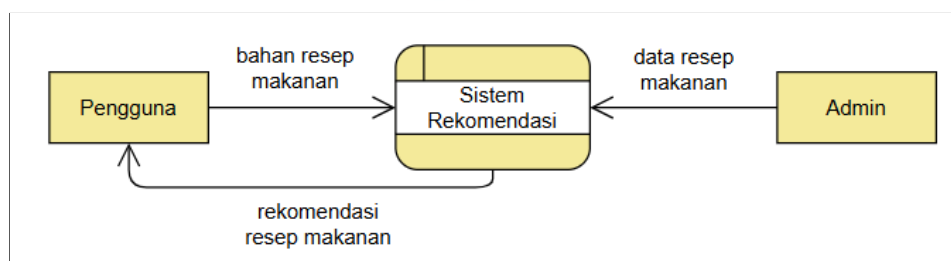 bahan resep
makanan
data resep
makanan
Pengguna
Sistem
Rekomendasi
Admin
rekomendasi
resep makanan